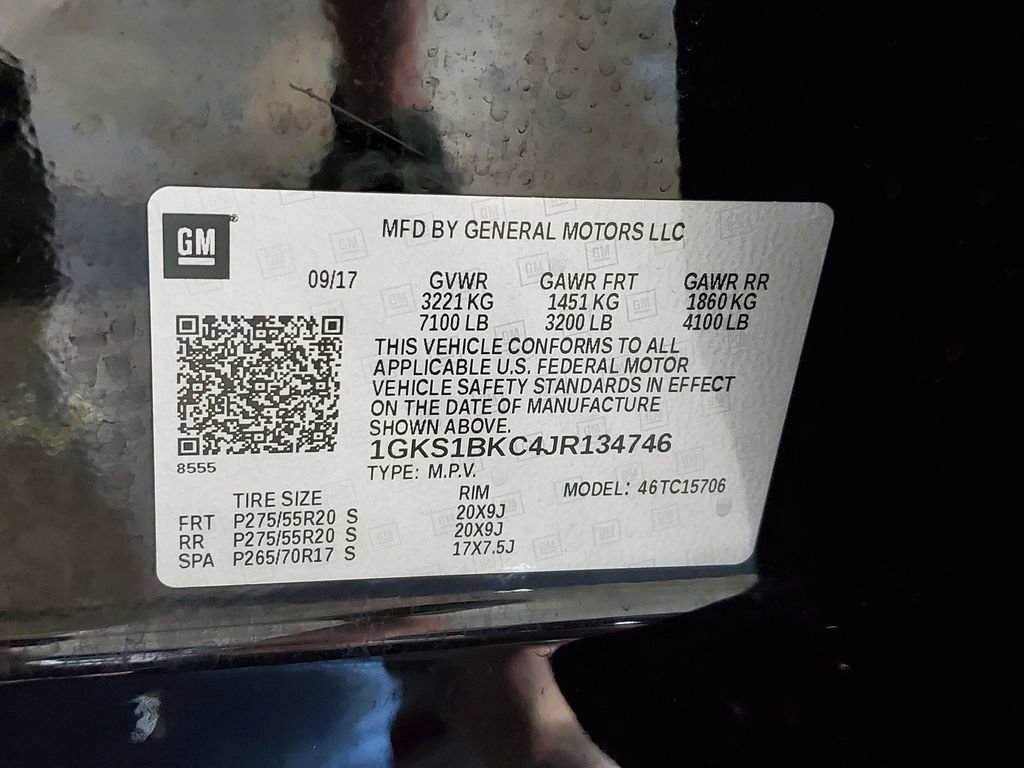 GM
MFD BY GENERAL MOTORS LLC
09/17 GVWR GAWR FRT GAWR RR
3221 KG 1451 KG 1860 KG
7100 LB 3200 LB 4100 LB
THIS VEHICLE CONFORMS TO ALL
APPLICABLE U.S. FEDERAL MOTOR
VEHICLE SAFETY STANDARDS IN EFFECT
ON THE DATE OF MANUFACTURE
SHOWN ABOVE.
1GKS1BKC4JR134746
8555
TYPE: M.P.V.
MODEL: 46TC15706
TIRE SIZE RIM
FRT P275/55R20 S 20X9J
RR P275/55R20 S 20X9J
SPA P265/70R17 S 17X7.5J